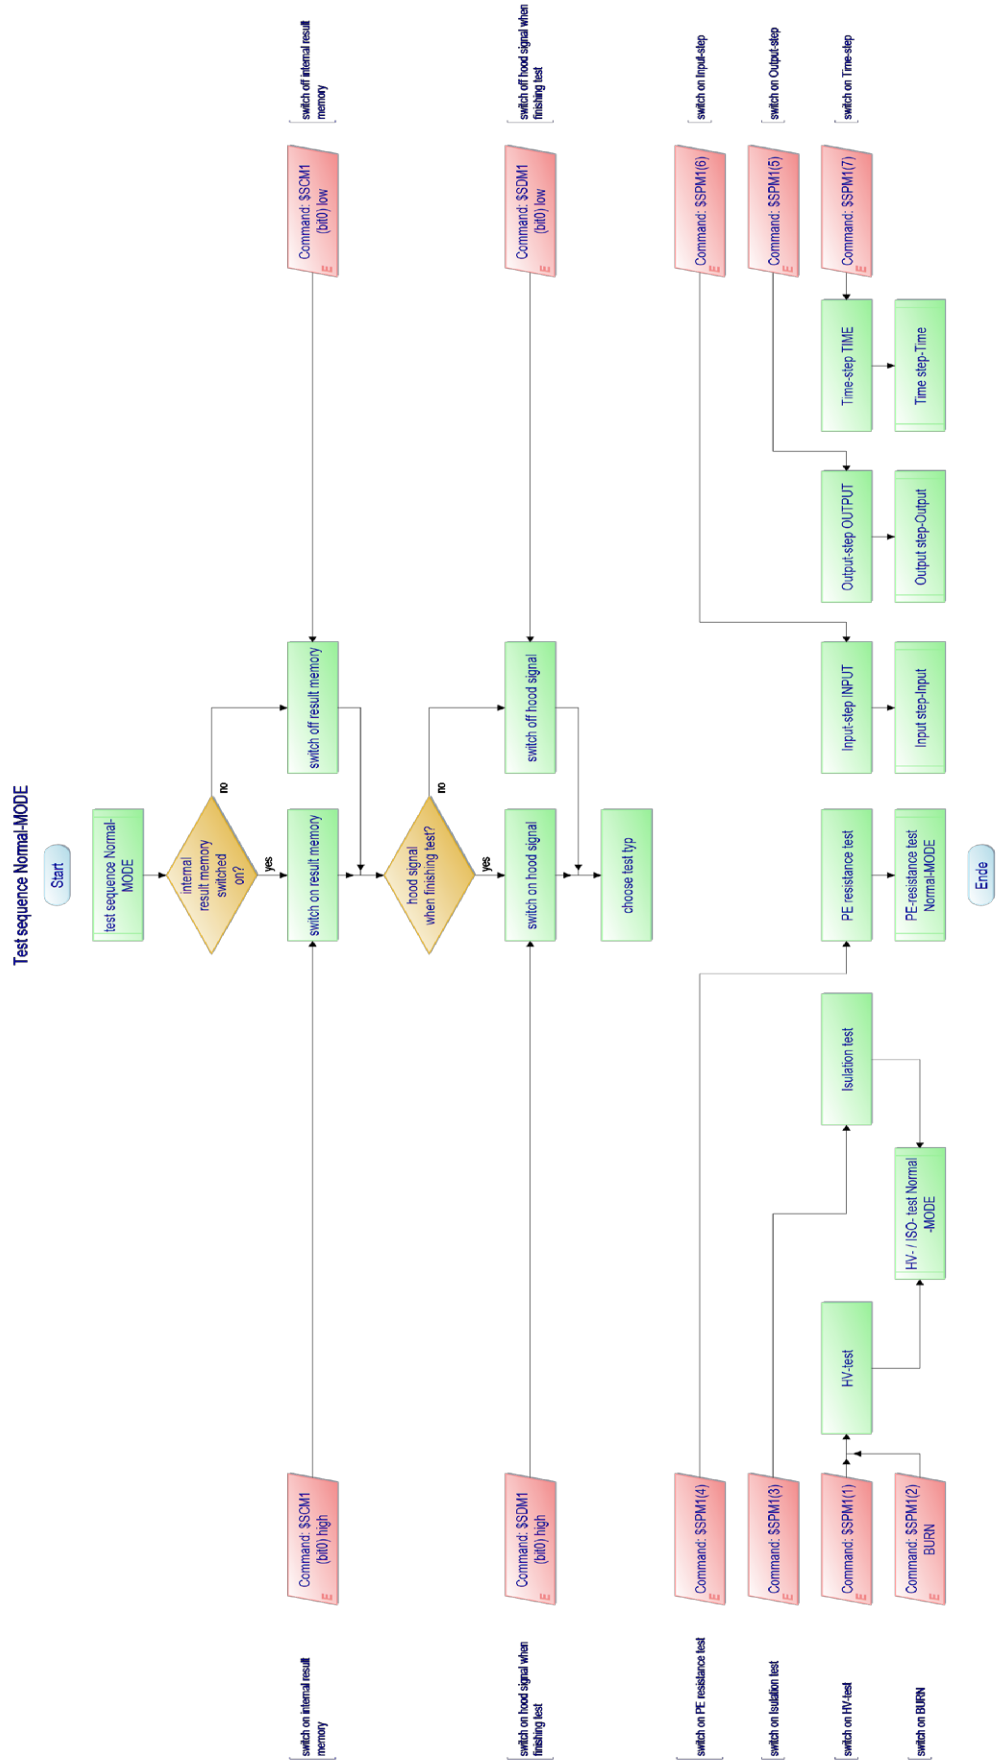 Test sequence Normal-MODE
Start
test sequence Normal-
MODE
internal
result memory
switched
on?
no
yes
switch on internal result
memory
Command: $SCM1
(bit0) high
E
switch on result memory
switch off result memory
Command: $SCM1
(bit0) low
E
switch off internal result
memory
hood signal
when finishing test?
no
yes
switch on hood signal when
finishing test
Command: $SDM1
(bit0) high
E
switch on hood signal
switch off hood signal
Command: $SDM1
(bit0) low
E
switch off hood signal when
finishing test
choose test typ
switch on PE resistance test
Command: $SPM1(4)
E
Command: $SPM1(6)
E
switch on Input-step
switch on Isulation test
Command: $SPM1(3)
E
Command: $SPM1(5)
E
switch on Output-step
switch on HV-test
Command: $SPM1(1)
E
HV-test
Isulation test
PE resistance test
Input-step INPUT
Output-step OUTPUT
Time-step TIME
Command: $SPM1(7)
E
switch on Time-step
switch on BURN
Command: $SPM1(2)
BURN
E
HV- / ISO- test Normal
-MODE
PE-resistance test
Normal-MODE
Input step-Input
Output step-Output
Time step-Time
Ende